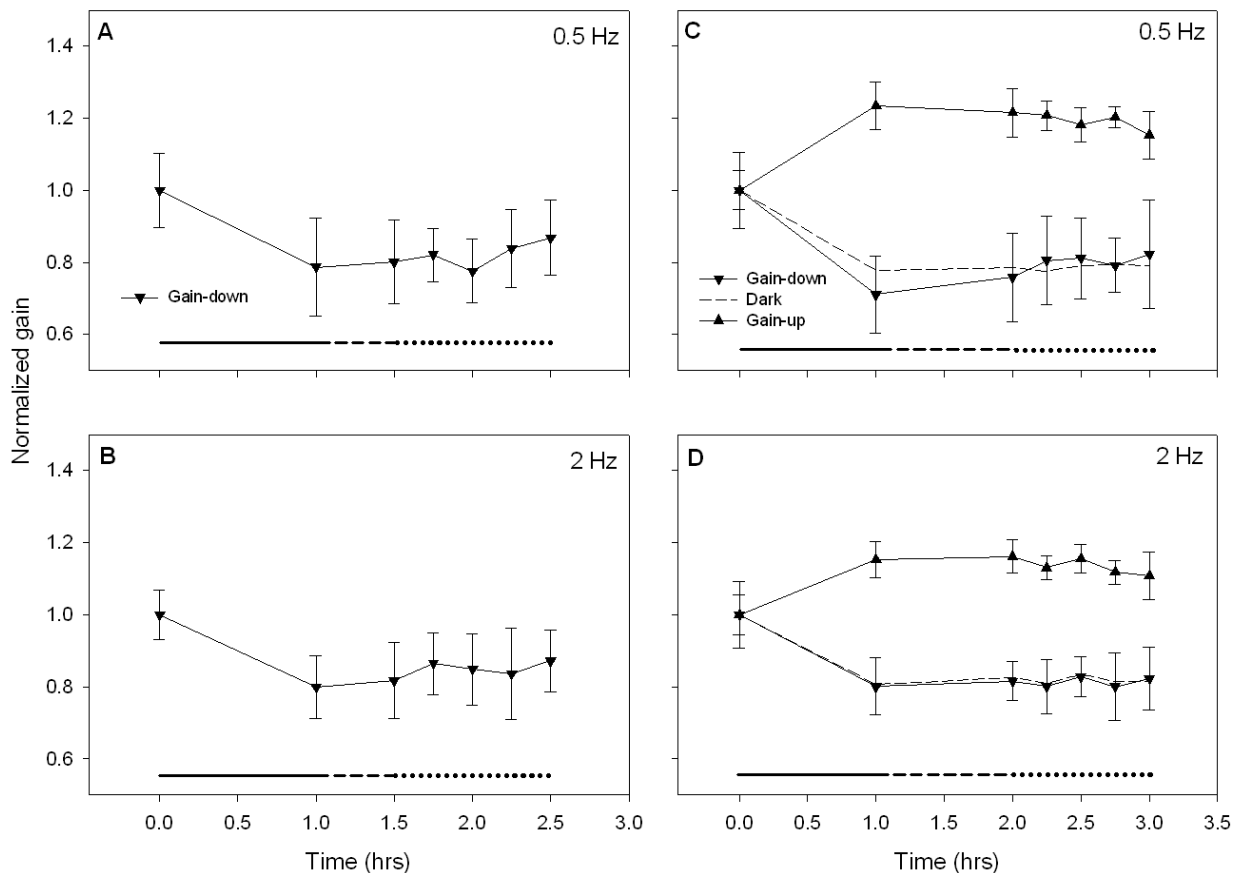 A
0.5 Hz
1.4
1.2
1.0
0.8
0.6
Gain-down
C
0.5 Hz
Gain-down
Dark
Gain-up
Normalized gain
B
2 Hz
1.4
1.2
1.0
0.8
0.6
0.0 0.5 1.0 1.5 2.0 2.5 3.0
Time (hrs)
D
2 Hz
0.0 0.5 1.0 1.5 2.0 2.5 3.0 3.5
Time (hrs)